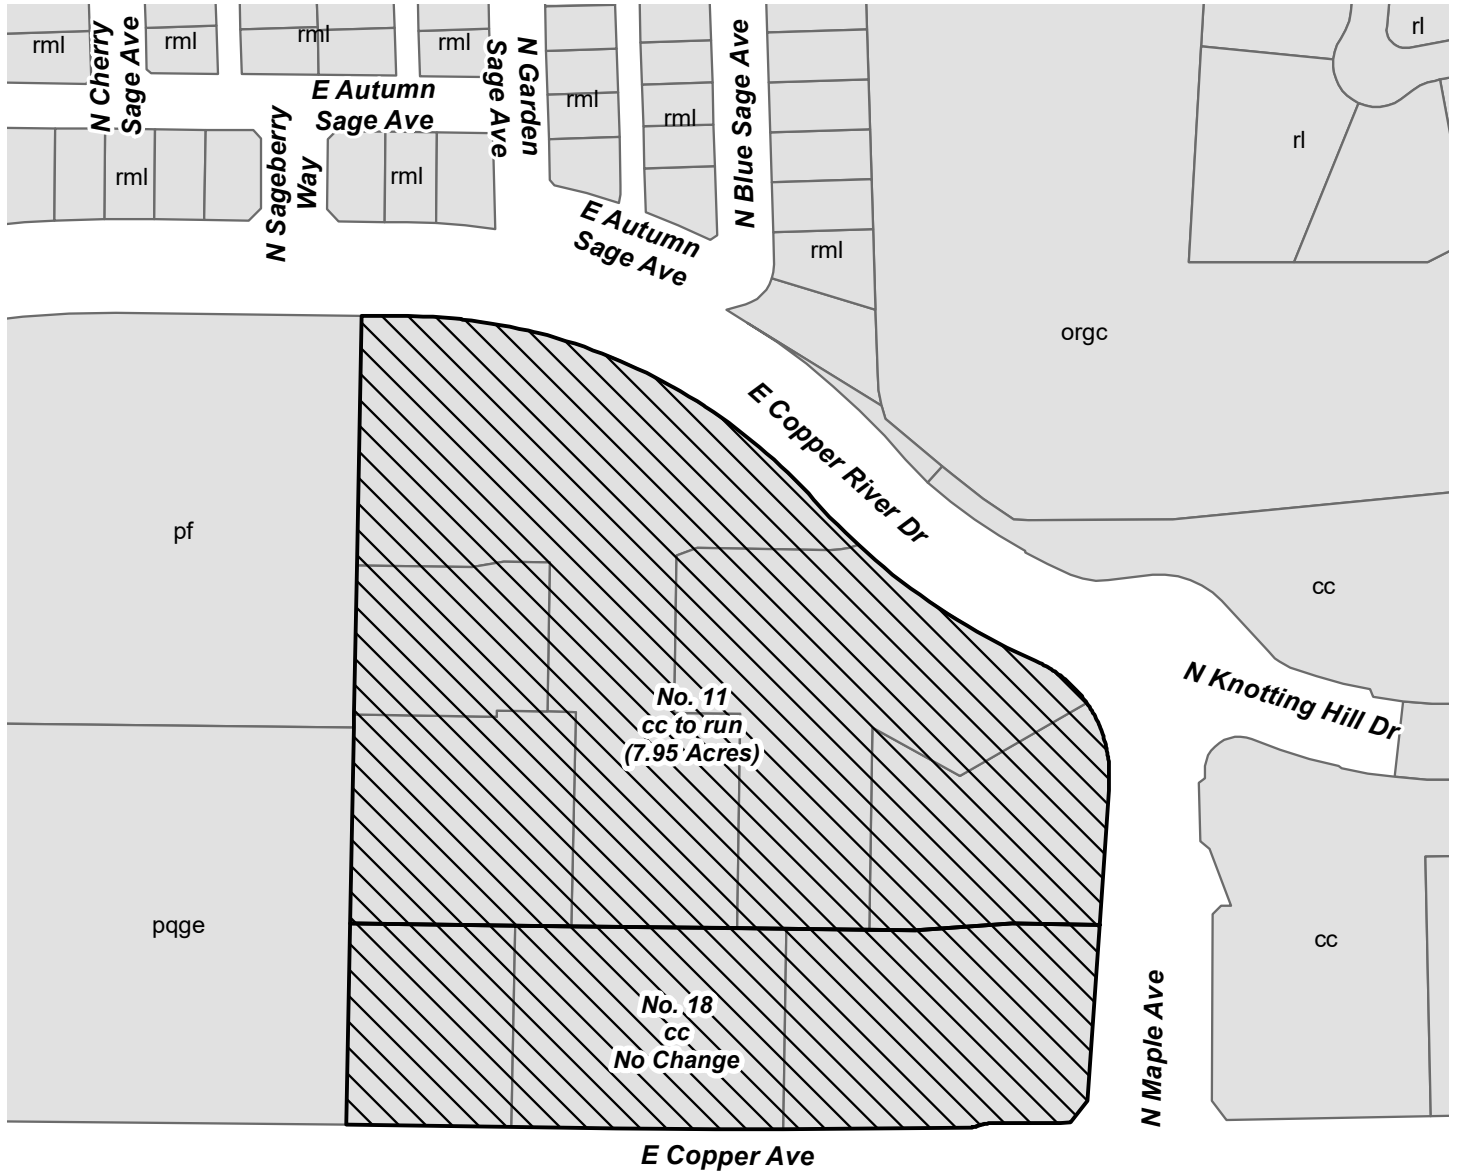 rml
N Cherry
Sage Ave
rml
rml
rml
N Garden
Sage Ave
rml
rml
N Blue Sage Ave
rl
E Autumn
Sage Ave
rml
N Sageberry
Way
rml
rl
E Autumn
Sage Ave
rml
orgc
E Copper River Dr
pf
cc
N Knotting Hill Dr
No. 11
cc to run
(7.95 Acres)
pqge
cc
No. 18
cc
No Change
N Maple Ave
E Copper Ave